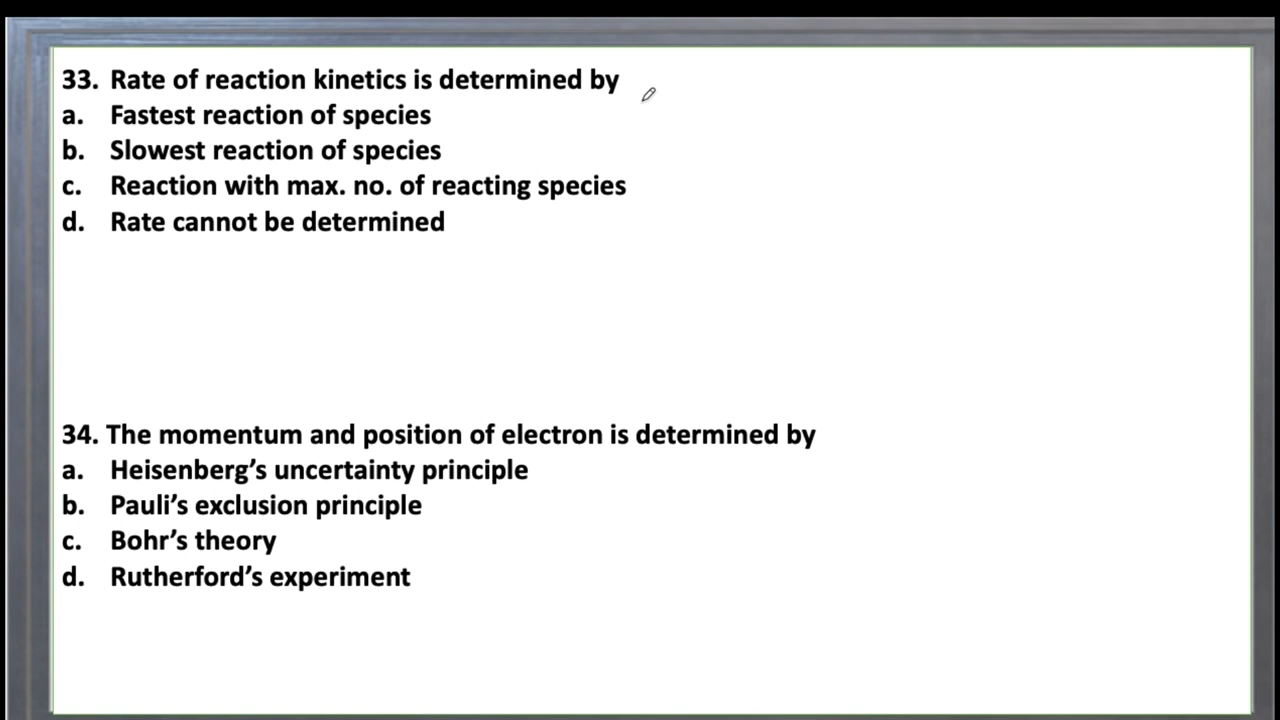 33. Rate of reaction kinetics is determined by
a. Fastest reaction of species
b. Slowest reaction of species
c. Reaction with max. no. of reacting species
d. Rate cannot be determined
34. The momentum and position of electron is determined by
a. Heisenberg’s uncertainty principle
b. Pauli’s exclusion principle
c. Bohr’s theory
d. Rutherford’s experiment